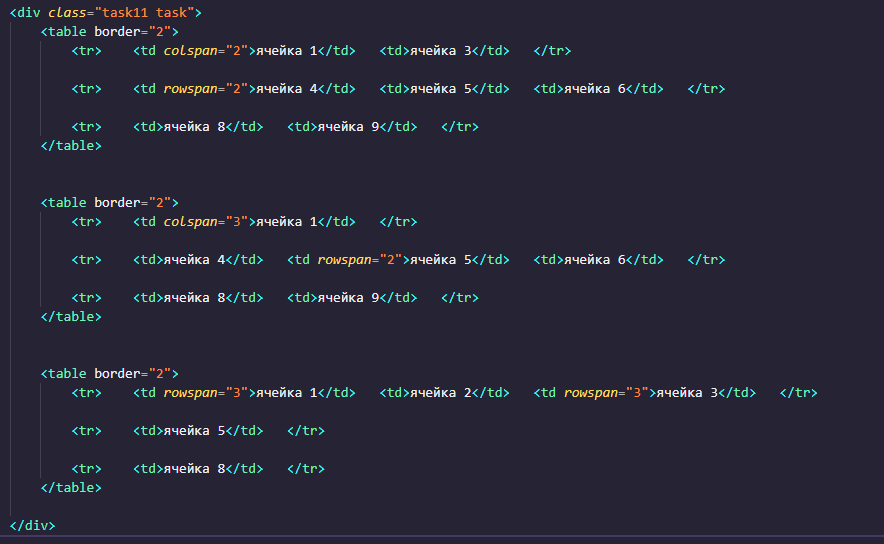 <div class="task11 task">
<table border="2">
<tr> <td colspan="2">ячейка 1</td> <td>ячейка 3</td> </tr>
<tr> <td rowspan="2">ячейка 4</td> <td>ячейка 5</td> <td>ячейка 6</td> </tr>
<tr> <td>ячейка 8</td> <td>ячейка 9</td> </tr>
</table>
<table border="2">
<tr> <td colspan="3">ячейка 1</td> </tr>
<tr> <td>ячейка 4</td> <td rowspan="2">ячейка 5</td> <td>ячейка 6</td> </tr>
<tr> <td>ячейка 8</td> <td>ячейка 9</td> </tr>
</table>
<table border="2">
<tr> <td rowspan="3">ячейка 1</td> <td>ячейка 2</td> <td rowspan="3">ячейка 3</td> </tr>
<tr> <td>ячейка 5</td> </tr>
<tr> <td>ячейка 8</td> </tr>
</table>
</div>